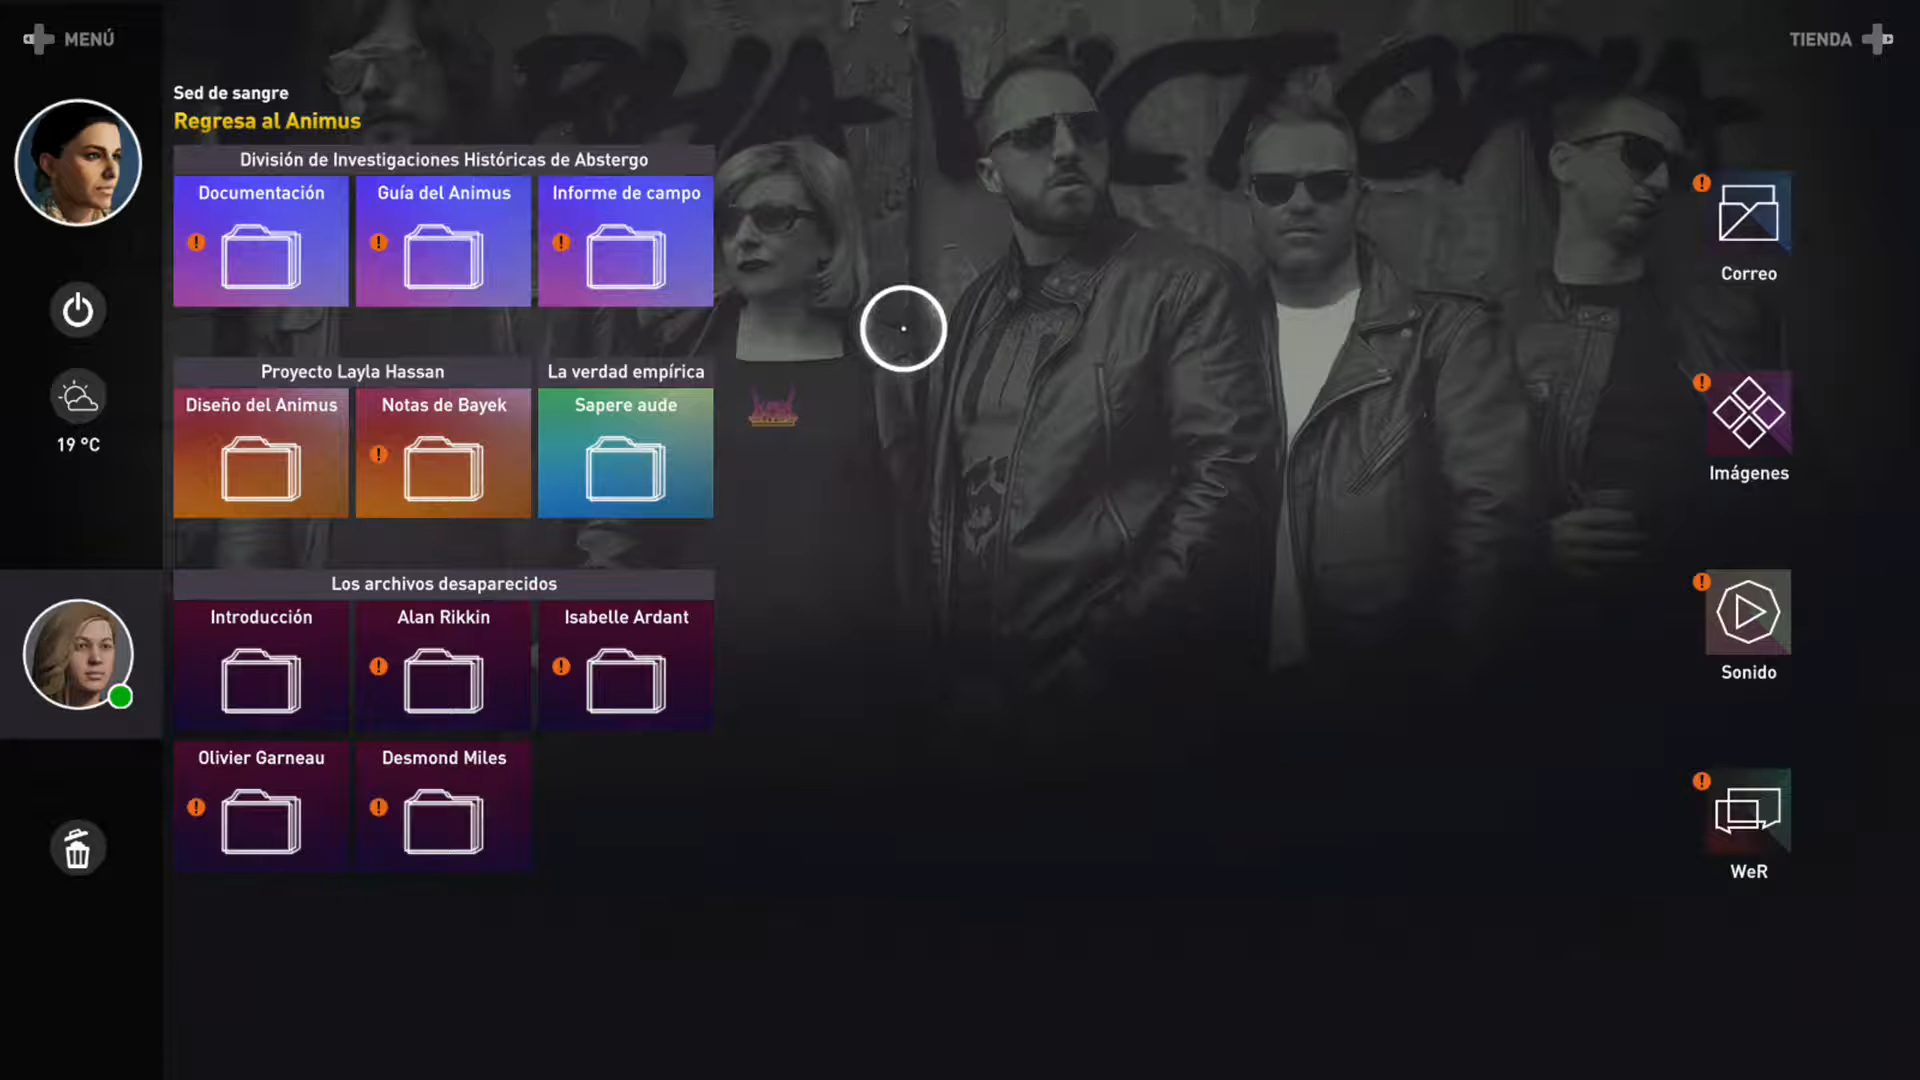 MENÚ
TIENDA
Sed de sangre
Regresa al Animus
División de Investigaciones Históricas de Abstergo
Documentación
Guía del Animus
Informe de campo
Proyecto Layla Hassan
La verdad empírica
Diseño del Animus
Notas de Bayek
Sapere aude
19 °C
Los archivos desaparecidos
Introducción
Alan Rikkin
Isabelle Ardant
Olivier Garneau
Desmond Miles
Correo
Imágenes
Sonido
WeR